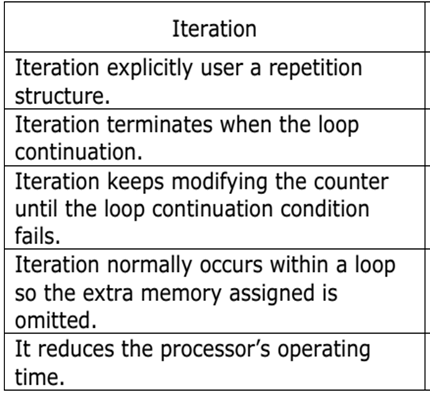 Iteration
Iteration explicitly user a repetition
structure.
Iteration terminates when the loop
continuation.
Iteration keeps modifying the counter
until the loop continuation condition
fails.
Iteration normally occurs within a loop
so the extra memory assigned is
omitted.
It reduces the processor's operating
time.